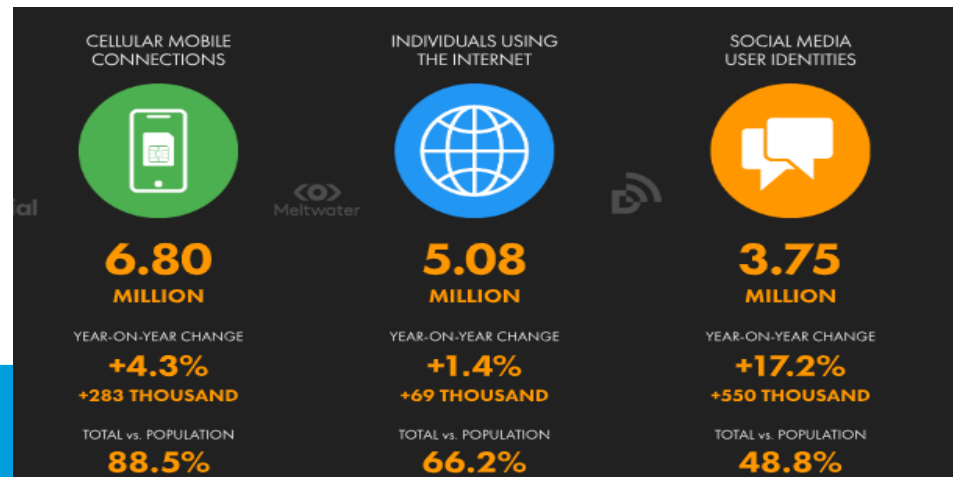 CELLULAR MOBILE
CONNECTIONS
INDIVIDUALS USING
THE INTERNET
SOCIAL MEDIA
USER IDENTITIES
ial
Meltwater
6.80
MILLION
5.08
MILLION
3.75
MILLION
YEAR-ON-YEAR CHANGE
+4.3%
+283 THOUSAND
YEAR-ON-YEAR CHANGE
+1.4%
+69 THOUSAND
YEAR-ON-YEAR CHANGE
+17.2%
+550 THOUSAND
TOTAL vs. POPULATION
88.5%
TOTAL vs. POPULATION
66.2%
TOTAL vs. POPULATION
48.8%